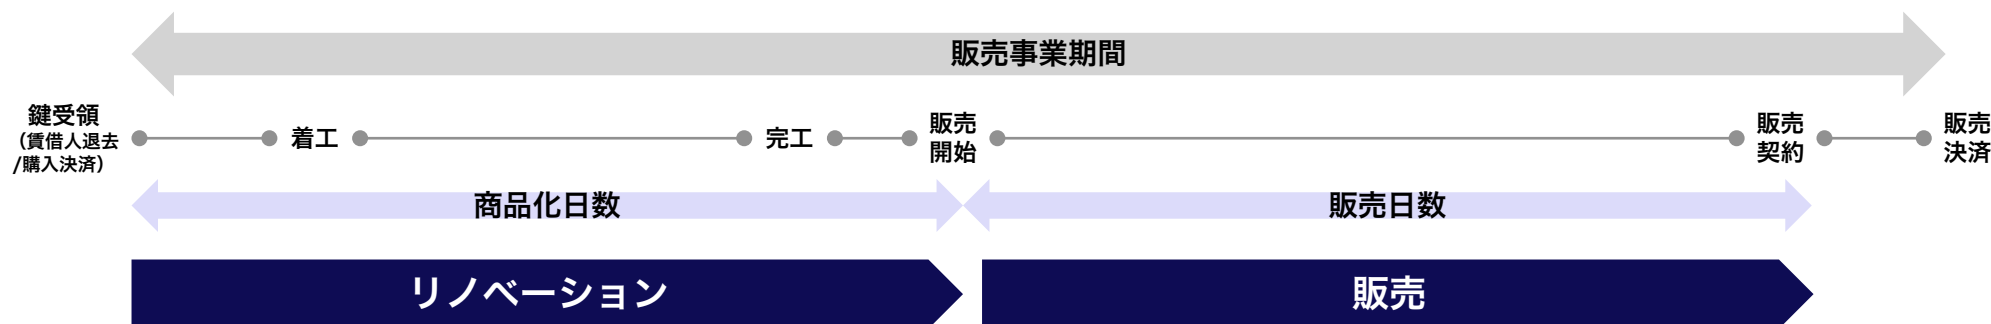 販売事業期間
鍵受領
（賃借人退去
/購入決済）
着工
完工
販売
開始
販売
契約
販売
決済
商品化日数
販売日数
リノベーション
販売